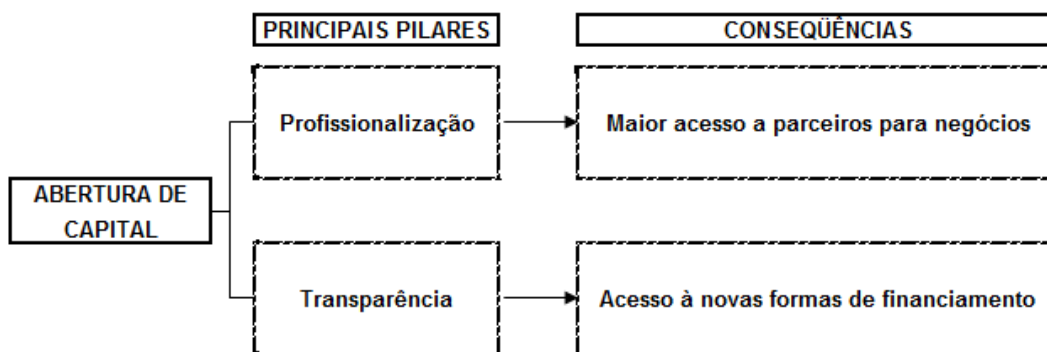 PRINCIPAIS PILARES
CONSEQÜÊNCIAS
Profissionalização
Maior acesso a parceiros para negócios
ABERTURA DE
CAPITAL
Transparência
Acesso à novas formas de financiamento